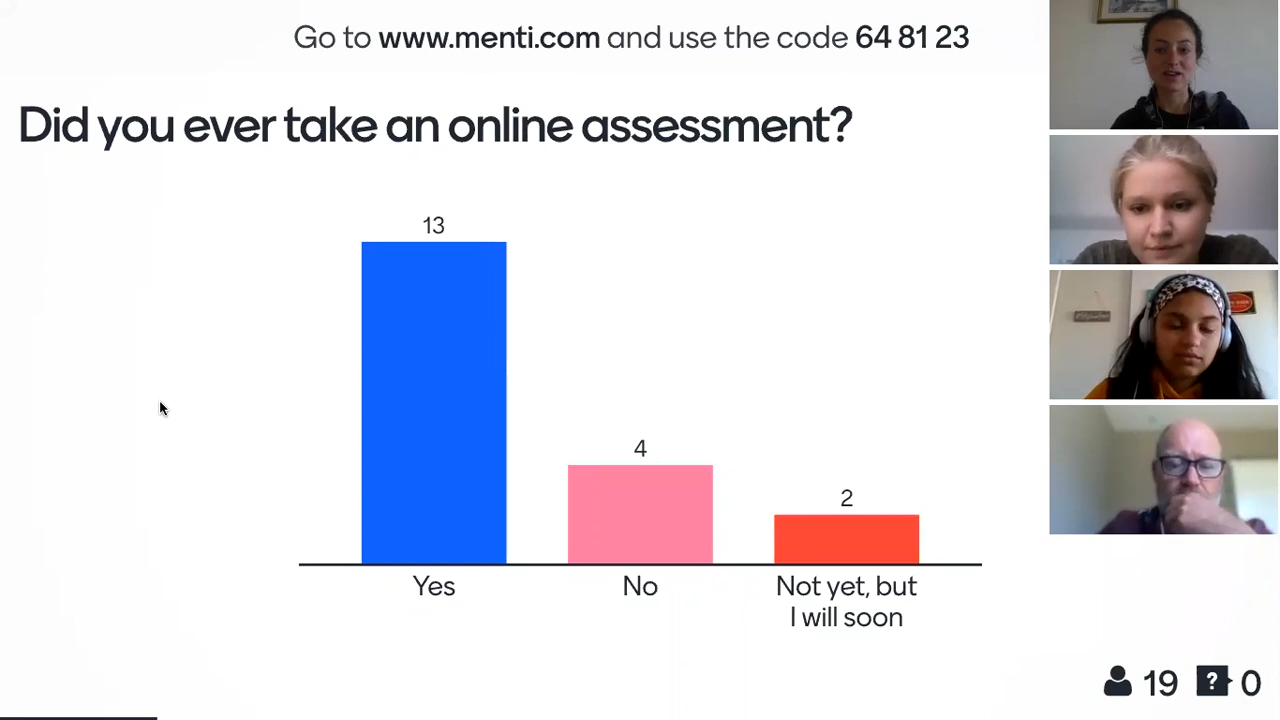 Go to www.menti.com and use the code 64 81 23
Did you ever take an online assessment?
13
4
2
Yes
No
Not yet, but
I will soon
19
?
0